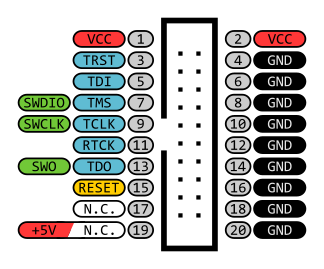 VCC 1 2 VCC
TRST 3 4 GND
TDI 5 6 GND
SWDIO TMS 7 8 GND
SWCLK TCLK 9 10 GND
RTCK 11 12 GND
SWO TDO 13 14 GND
RESET 15 16 GND
N.C. 17 18 GND
+5V N.C. 19 20 GND